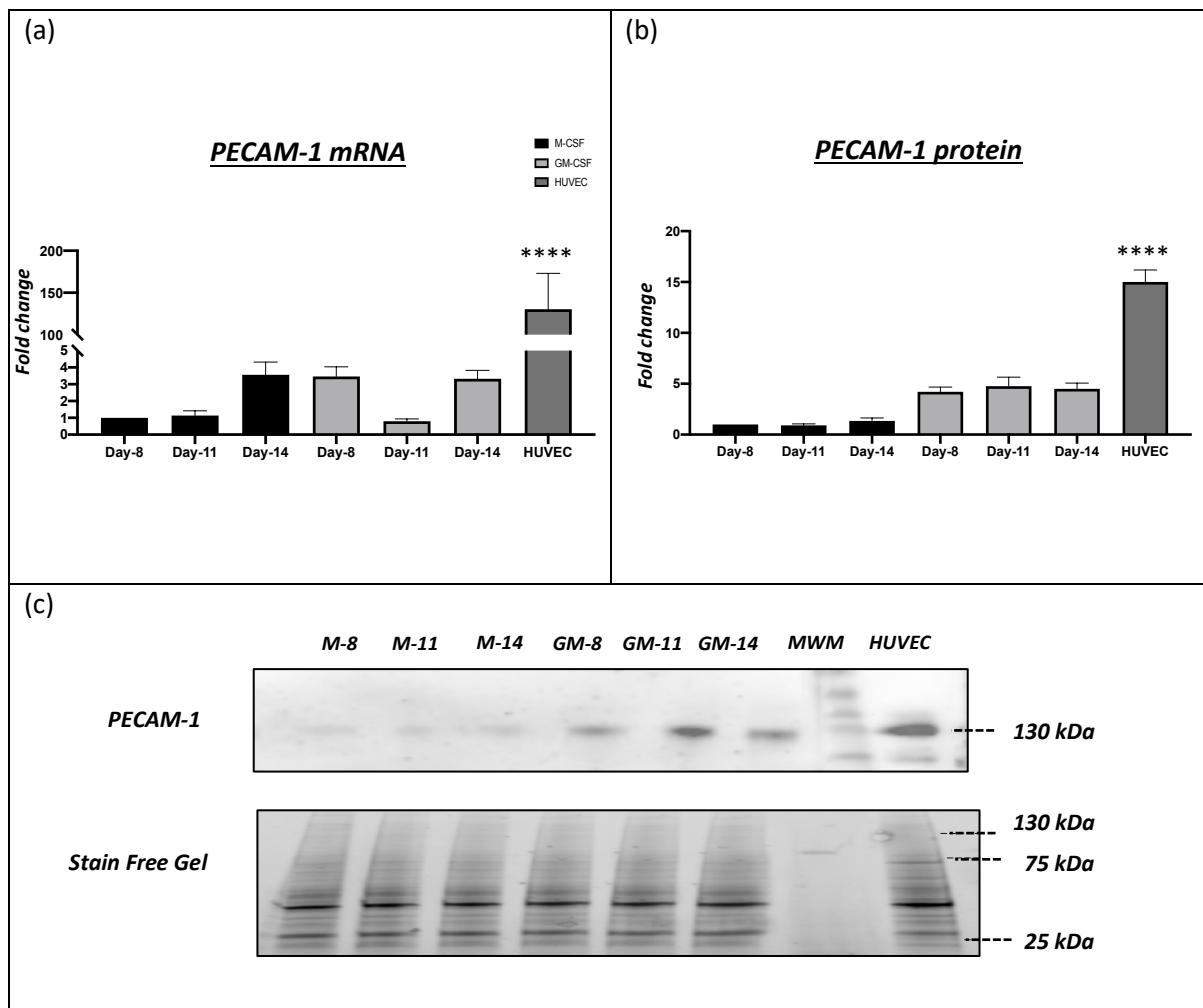 (a)
PECAM-1 mRNA
M-CSF
GM-CSF
HUVEC
Fold change
200
150
100
5
4
3
2
1
0
****
Day-8 Day-11 Day-14 Day-8 Day-11 Day-14 HUVEC
(b)
PECAM-1 protein
Fold change
20
15
10
5
0
****
Day-8 Day-11 Day-14 Day-8 Day-11 Day-14 HUVEC
(c)
M-8 M-11 M-14 GM-8 GM-11 GM-14 MWM HUVEC
PECAM-1
130 kDa
Stain Free Gel
130 kDa
75 kDa
25 kDa